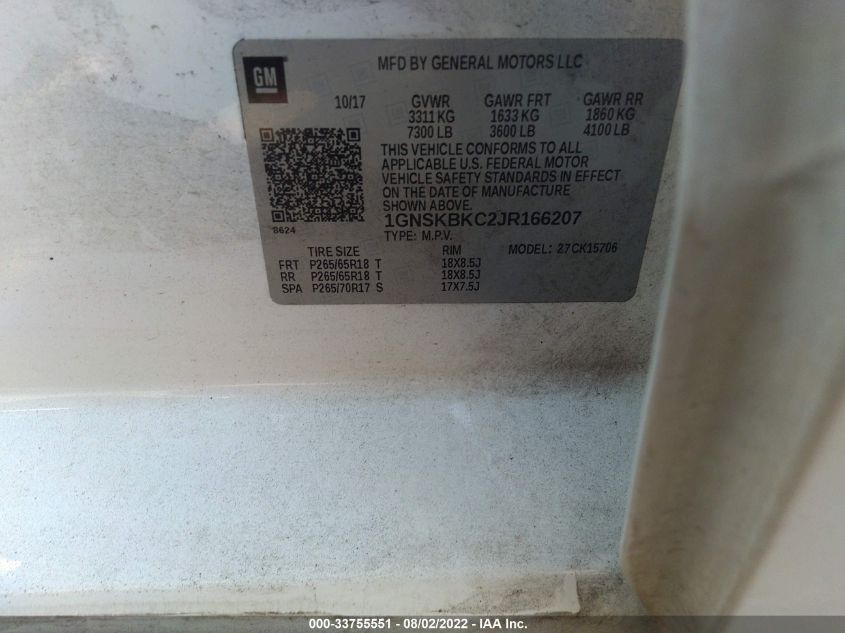 GM
MFD BY GENERAL MOTORS LLC
10/17 GVWR GAWR FRT GAWR RR
3311 KG 1633 KG 1860 KG
7300 LB 3600 LB 4100 LB
THIS VEHICLE CONFORMS TO ALL
APPLICABLE U.S. FEDERAL MOTOR
VEHICLE SAFETY STANDARDS IN EFFECT
ON THE DATE OF MANUFACTURE
SHOWN ABOVE.
1GNSKBKC2JR166207
8624
TYPE: M.P.V.
TIRE SIZE RIM MODEL: 27CK15706
FRT P265/65R18 T 18X8.5J
RR P265/65R18 T 18X8.5J
SPA P265/70R17 S 17X7.5J
000-33755551 - 08/02/2022 - IAA Inc.